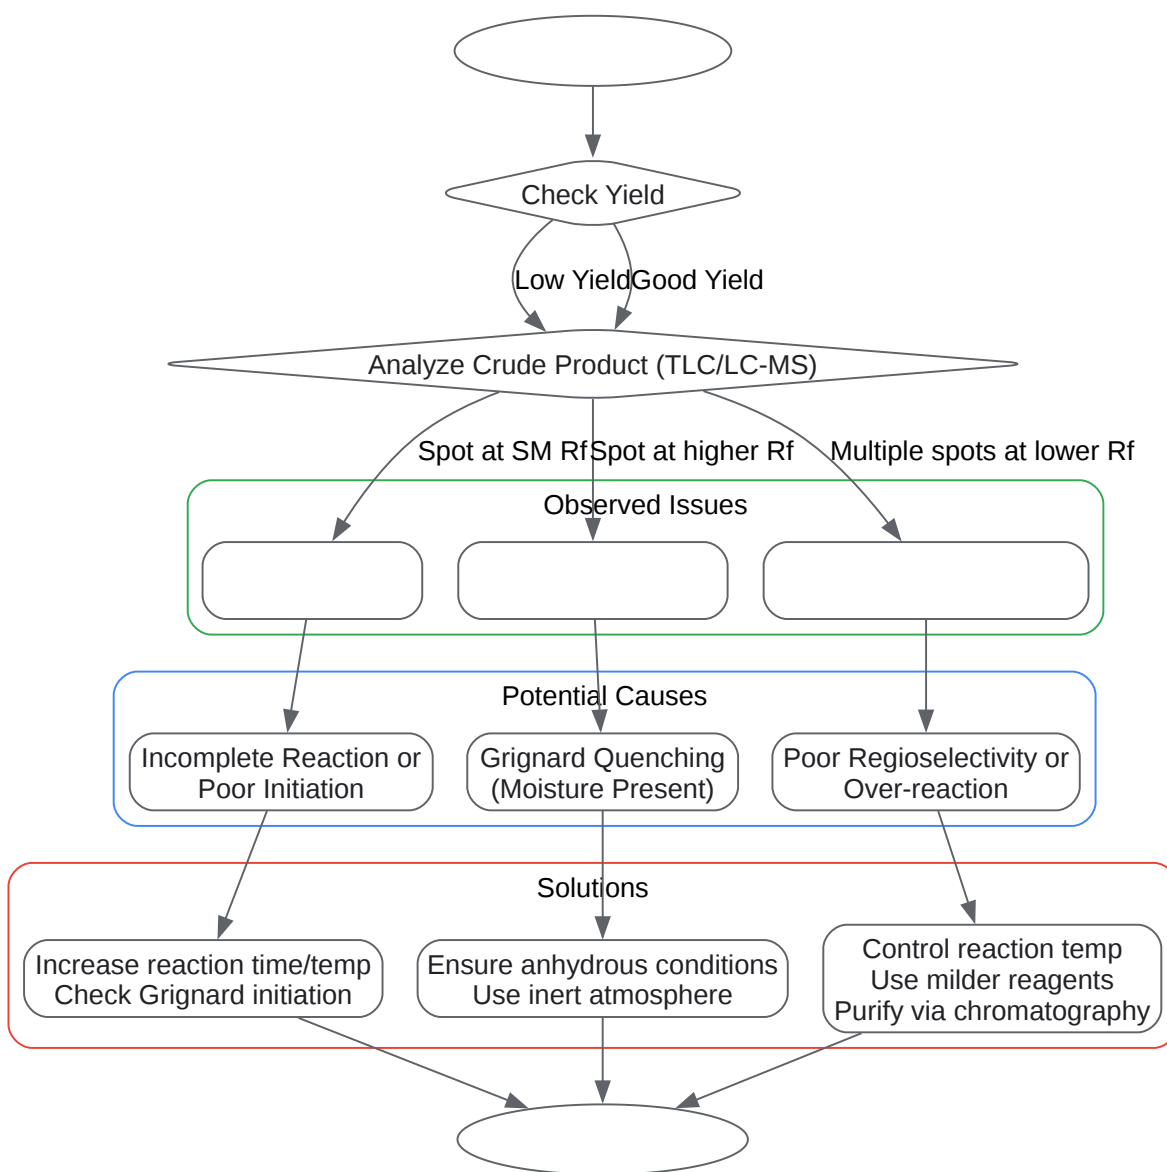 Check Yield
Low Yield
Good Yield
Analyze Crude Product (TLC/LC-MS)
Spot at SM Rf
Spot at higher Rf
Multiple spots at lower Rf
Observed Issues
Potential Causes
Incomplete Reaction or
Poor Initiation
Grignard Quenching
(Moisture Present)
Poor Regioselectivity or
Over-reaction
Solutions
Increase reaction time/temp
Check Grignard initiation
Ensure anhydrous conditions
Use inert atmosphere
Control reaction temp
Use milder reagents
Purify via chromatography